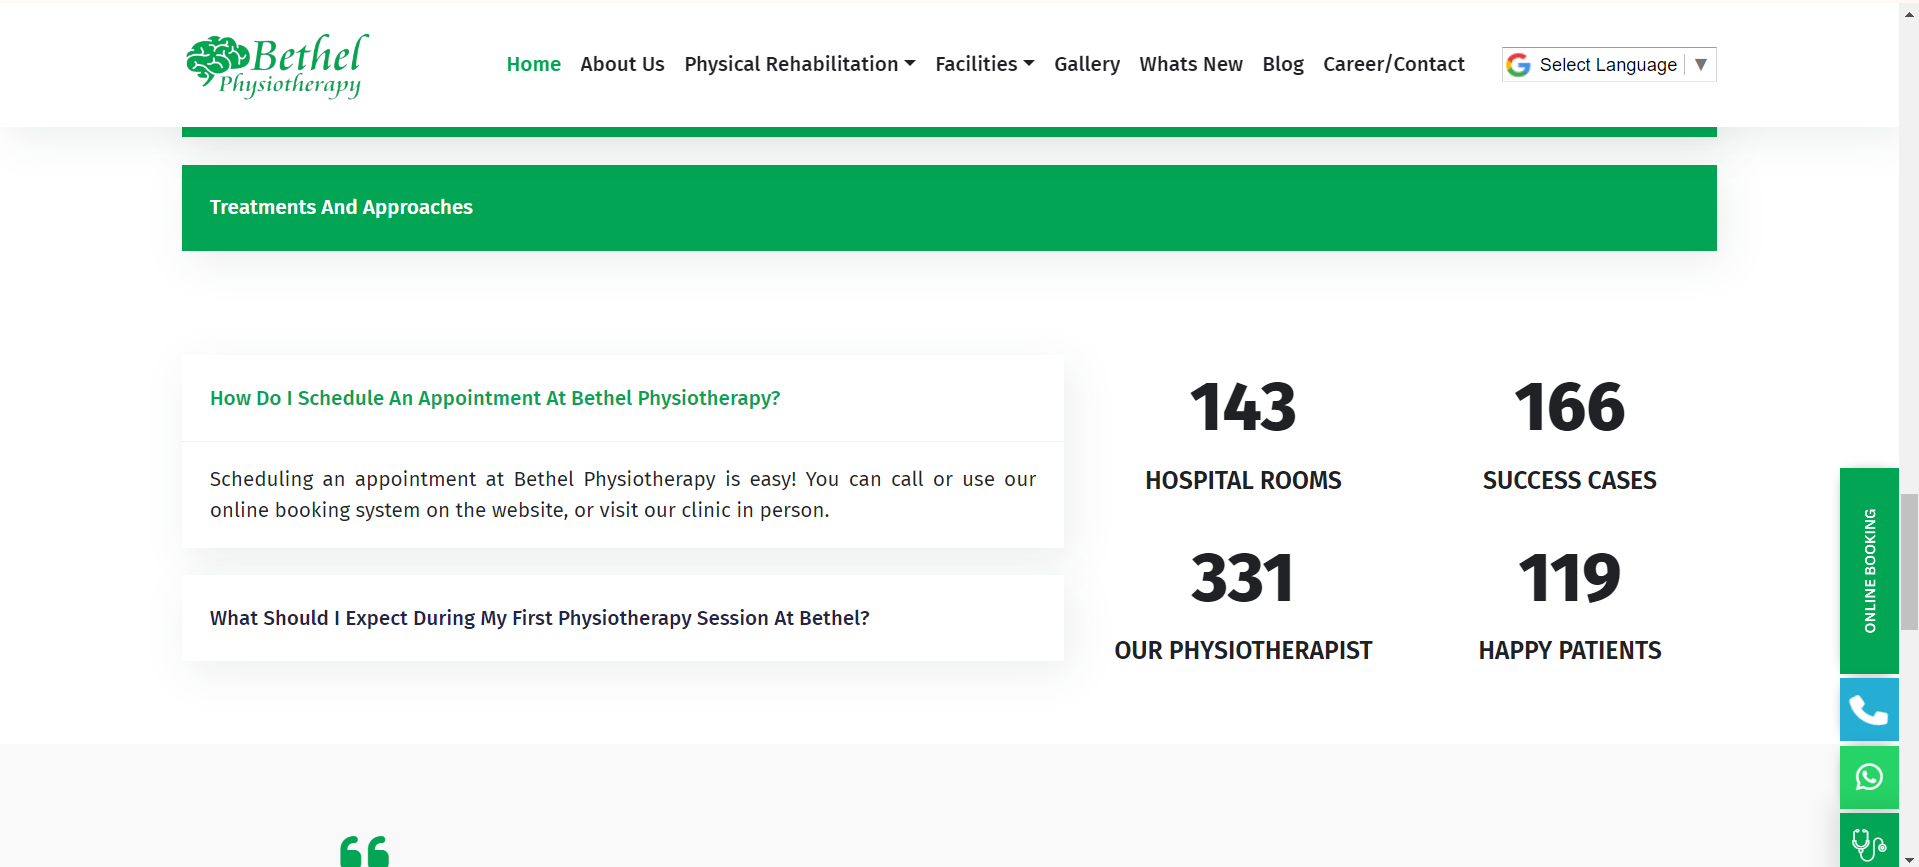 Bethel
Physiotherapy
Home About Us Physical Rehabilitation Facilities Gallery Whats New Blog Career/Contact
Select Language
Treatments And Approaches
How Do I Schedule An Appointment At Bethel Physiotherapy?
Scheduling an appointment at Bethel Physiotherapy is easy! You can call or use our
online booking system on the website, or visit our clinic in person.
What Should I Expect During My First Physiotherapy Session At Bethel?
143
HOSPITAL ROOMS
166
SUCCESS CASES
331
OUR PHYSIOTHERAPIST
119
HAPPY PATIENTS
ONLINE BOOKING